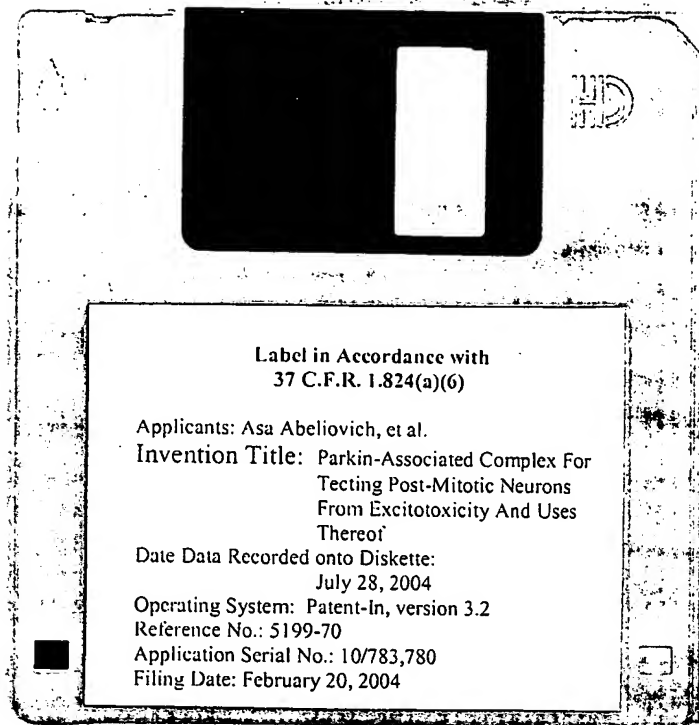 HD
Label in Accordance with
37 C.F.R. 1.824(a)(6)
Applicants: Asa Abeliovich, et al.
Invention Title: Parkin-Associated Complex For
Tecting Post-Mitotic Neurons
From Excitotoxicity And Uses
Thereof
Date Data Recorded onto Diskette:
July 28, 2004
Operating System: Patent-In, version 3.2
Reference No.: 5199-70
Application Serial No.: 10/783,780
Filing Date: February 20, 2004